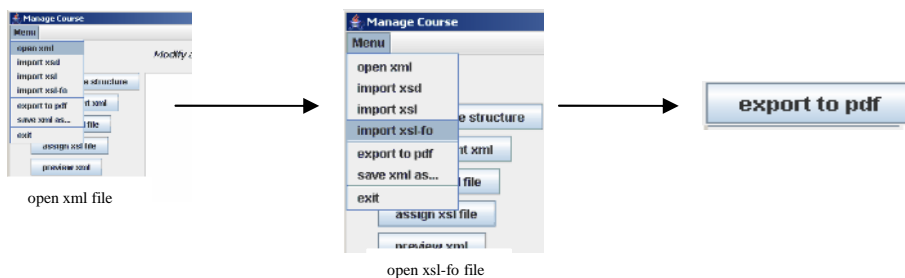 Manage Course
Menu
open xml
import xsd
import xsl
import xsl-fo
export to pdf
save xml as...
exit
Modify
e structure
nt xml
l file
assign xsl file
preview xml
open xml file
Manage Course
Menu
open xml
import xsd
import xsl
import xsl-fo
export to pdf
save xml as...
exit
e structure
nt xml
l file
assign xsl file
preview xml
open xsl-fo file
export to pdf